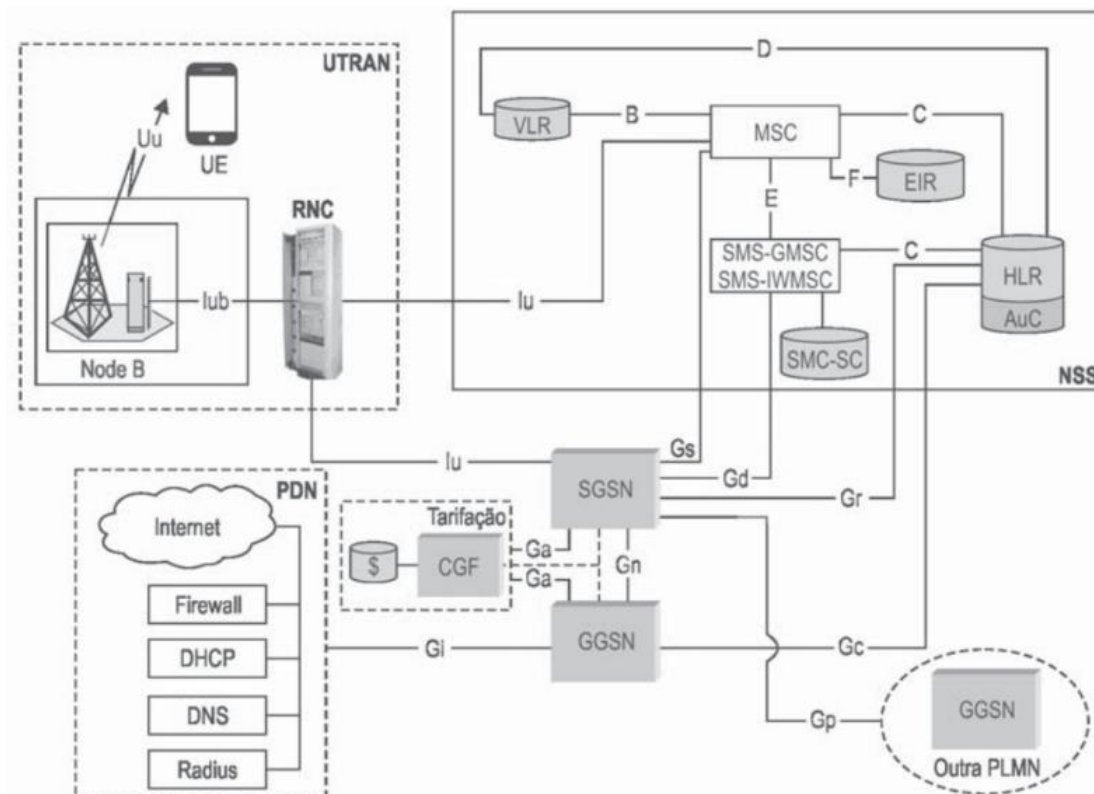 UTRAN
Uu
UE
RNC
Iub
Node B
Iu
D
VLR
B
MSC
C
E
F
EIR
SMS-GMSC
SMS-IWMSC
C
HLR
AuC
SMC-SC
NSS
Iu
SGSN
Gs
Gd
Gr
PDN
Internet
Firewall
DHCP
DNS
Radius
Tarifação
$
CGF
Ga
Ga
Gn
GGSN
Gi
Gc
Gp
GGSN
Outra PLMN